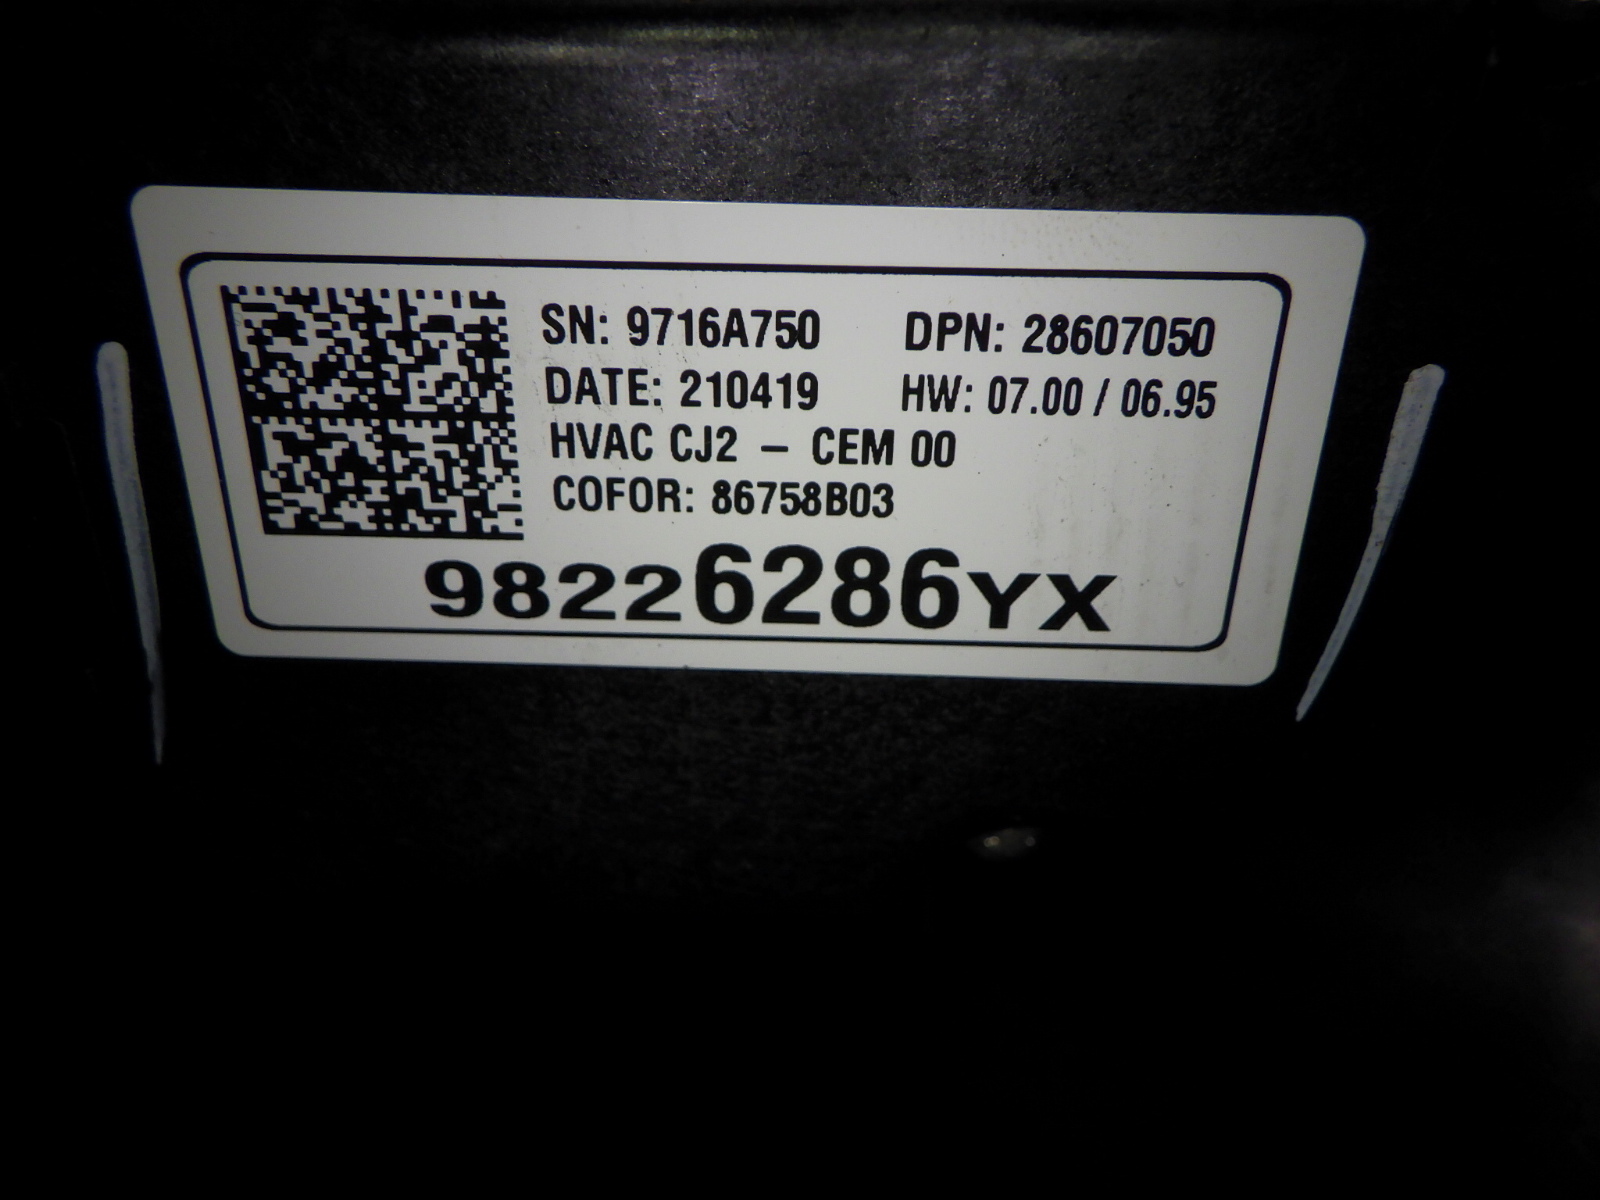 SN: 9716A750 DPN: 28607050
DATE: 210419 HW: 07.00 / 06.95
HVAC CJ2 – CEM 00
COFOR: 86758B03
98226286YX